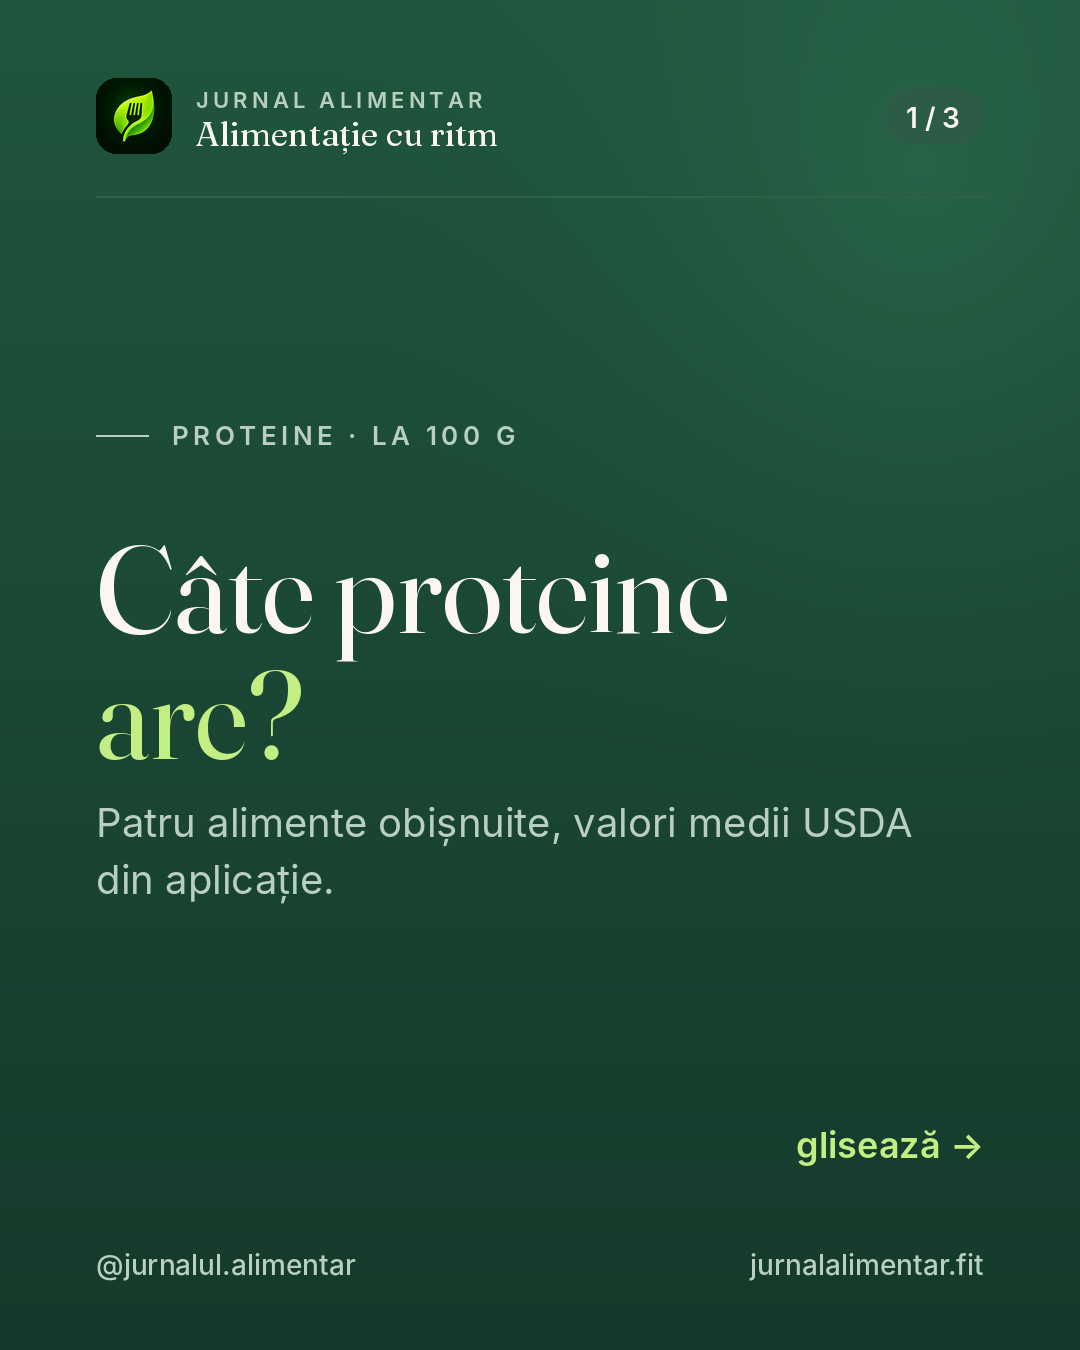 JURNAL ALIMENTAR
Alimentație cu ritm
1 / 3
PROTEINE · LA 100 G
Câte proteine
are?
Patru alimente obișnuite, valori medii USDA
din aplicație.
glisează →
@jurnalul.alimentar
jurnalalimentar.fit